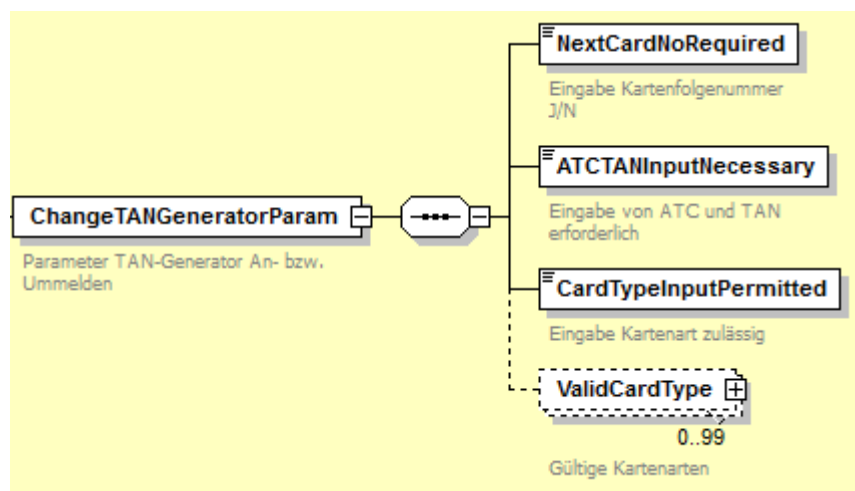 NextCardNoRequired
Eingabe Kartenfolgenummer
J/N
ATCTANInputNecessary
Eingabe von ATC und TAN
erforderlich
ChangeTANGeneratorParam
Parameter TAN-Generator An- bzw.
Ummelden
CardTypeInputPermitted
Eingabe Kartenart zulässig
ValidCardType
0..99
Gültige Kartenarten